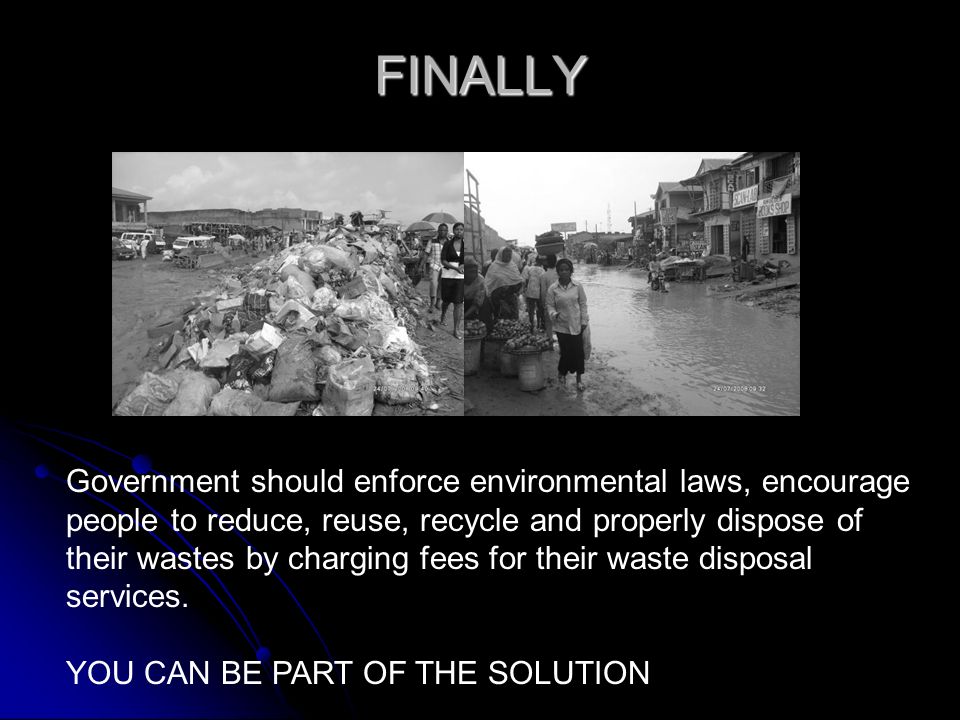 FINALLY
24/07/2008 09 32
Government should enforce environmental laws, encourage
people to reduce, reuse, recycle and properly dispose of
their wastes by charging fees for their waste disposal
services.
YOU CAN BE PART OF THE SOLUTION